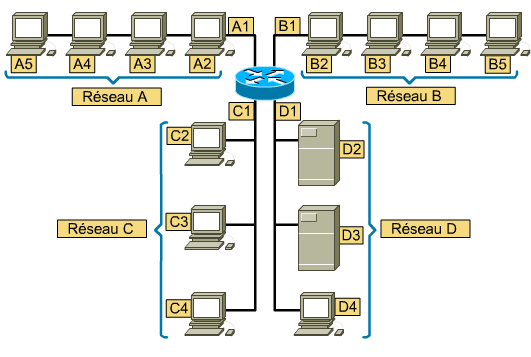 A1
B1
A5
A4
A3
A2
B2
B3
B4
B5
Réseau A
Réseau B
C1
D1
C2
D2
C3
D3
Réseau C
Réseau D
C4
D4